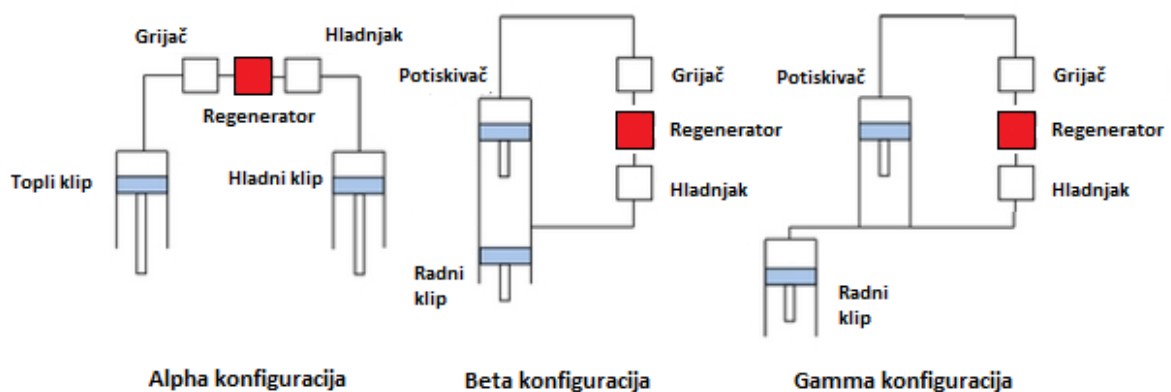 Grijač
Hladnjak
Regenerator
Topli klip
Hladni klip
Alpha konfiguracija
Potiskivač
Grijač
Regenerator
Hladnjak
Radni
klip
Beta konfiguracija
Potiskivač
Grijač
Regenerator
Hladnjak
Radni
klip
Gamma konfiguracija